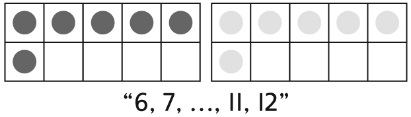 “6, 7, ..., 11, 12”